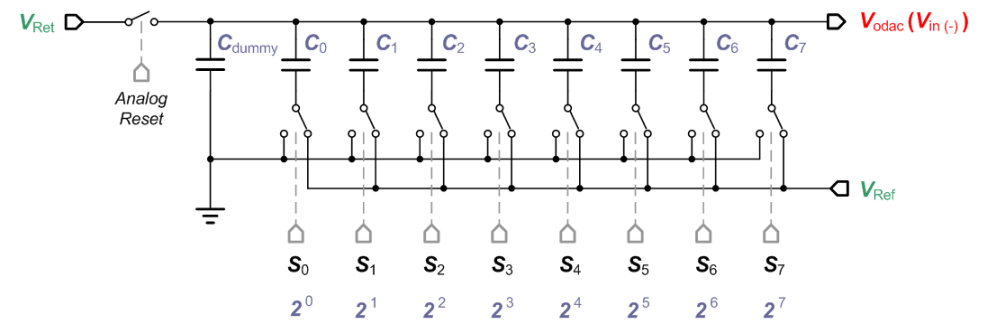 VRet
Vodac (Vin (-))
Cdummy
C0
C1
C2
C3
C4
C5
C6
C7
Analog
Reset
VRef
S0
S1
S2
S3
S4
S5
S6
S7
2^0
2^1
2^2
2^3
2^4
2^5
2^6
2^7